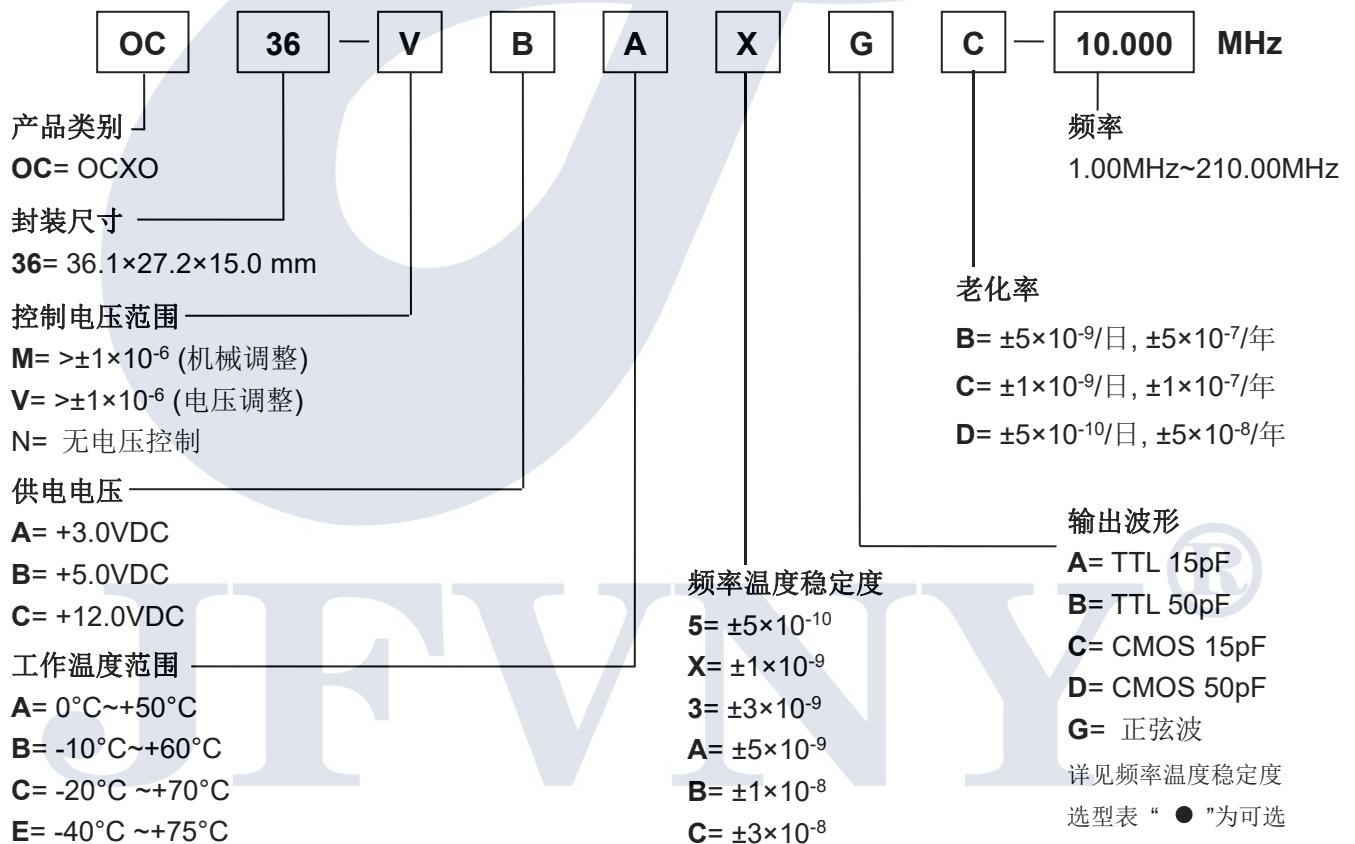 OC 36 — V B A X G C — 10.000 MHz
产品类别
OC= OCXO
封装尺寸
36= 36.1×27.2×15.0 mm
控制电压范围
M= >±1×10⁻⁶ (机械调整)
V= >±1×10⁻⁶ (电压调整)
N= 无电压控制
供电电压
A= +3.0VDC
B= +5.0VDC
C= +12.0VDC
工作温度范围
A= 0°C~+50°C
B= -10°C~+60°C
C= -20°C ~+70°C
E= -40°C ~+75°C
频率温度稳定度
5= ±5×10⁻¹⁰
X= ±1×10⁻⁹
3= ±3×10⁻⁹
A= ±5×10⁻⁹
B= ±1×10⁻⁸
C= ±3×10⁻⁸
频率
1.00MHz~210.00MHz
老化率
B= ±5×10⁻⁹/日, ±5×10⁻⁷/年
C= ±1×10⁻⁹/日, ±1×10⁻⁷/年
D= ±5×10⁻¹⁰/日, ±5×10⁻⁸/年
输出波形
A= TTL 15pF
B= TTL 50pF
C= CMOS 15pF
D= CMOS 50pF
G= 正弦波
详见频率温度稳定度
选型表 “ ● ”为可选
JFVNY®